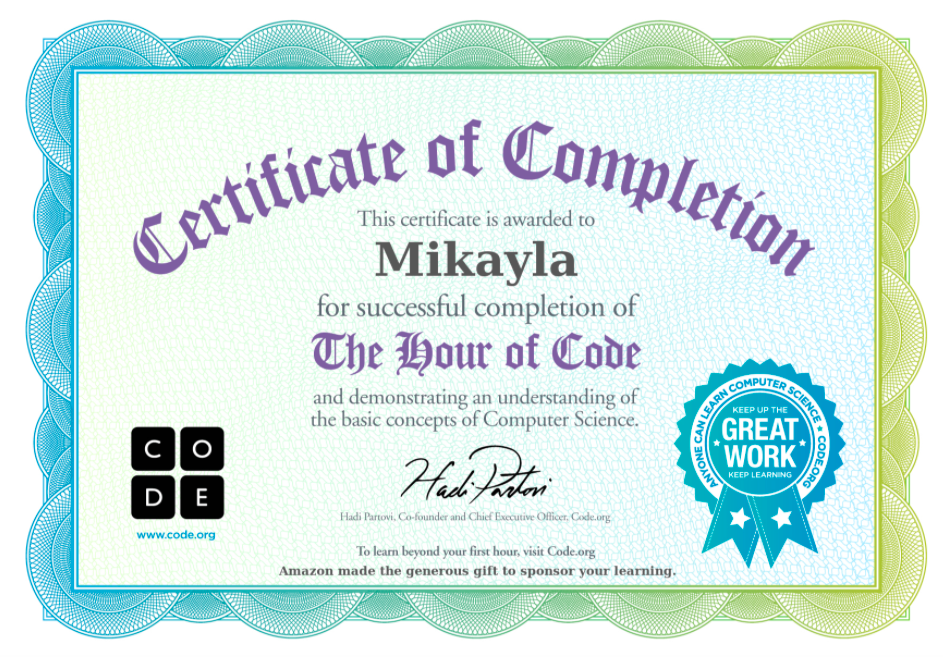 Certificate of Completion
This certificate is awarded to
Mikayla
for successful completion of
The Hour of Code
and demonstrating an understanding of
the basic concepts of Computer Science.
C O
D E
www.code.org
Hadi Partovi
Hadi Partovi, Co-founder and Chief Executive Officer, Code.org
To learn beyond your first hour, visit Code.org
Amazon made the generous gift to sponsor your learning.
ANYONE CAN LEARN COMPUTER SCIENCE ★ CODE.ORG
KEEP UP THE
GREAT
WORK
KEEP LEARNING